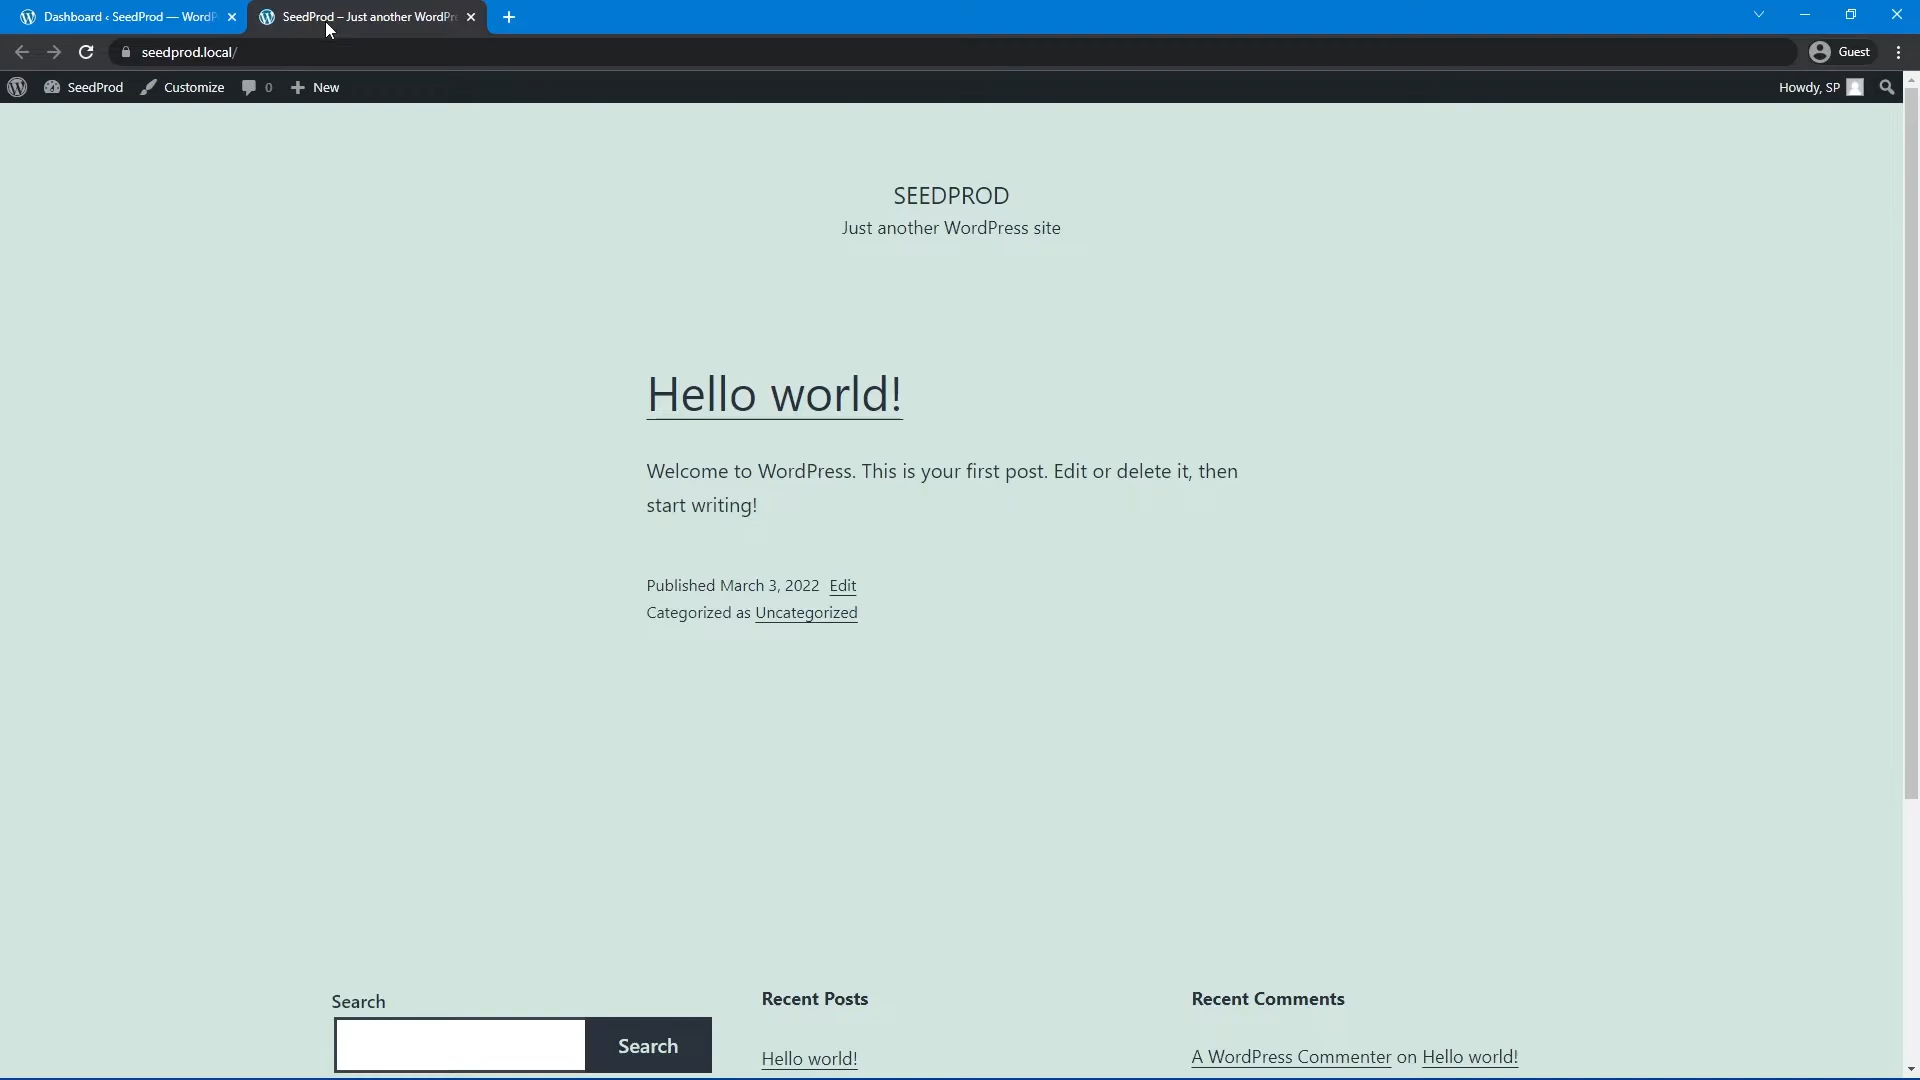 Dashboard ‹ SeedProd — WordP
SeedProd – Just another WordPr
seedprod.local/
Guest
SeedProd
Customize
0
New
Howdy, SP
SEEDPROD
Just another WordPress site
Hello world!
Welcome to WordPress. This is your first post. Edit or delete it, then
start writing!
Published March 3, 2022 Edit
Categorized as Uncategorized
Search
Search
Recent Posts
Hello world!
Recent Comments
A WordPress Commenter on Hello world!